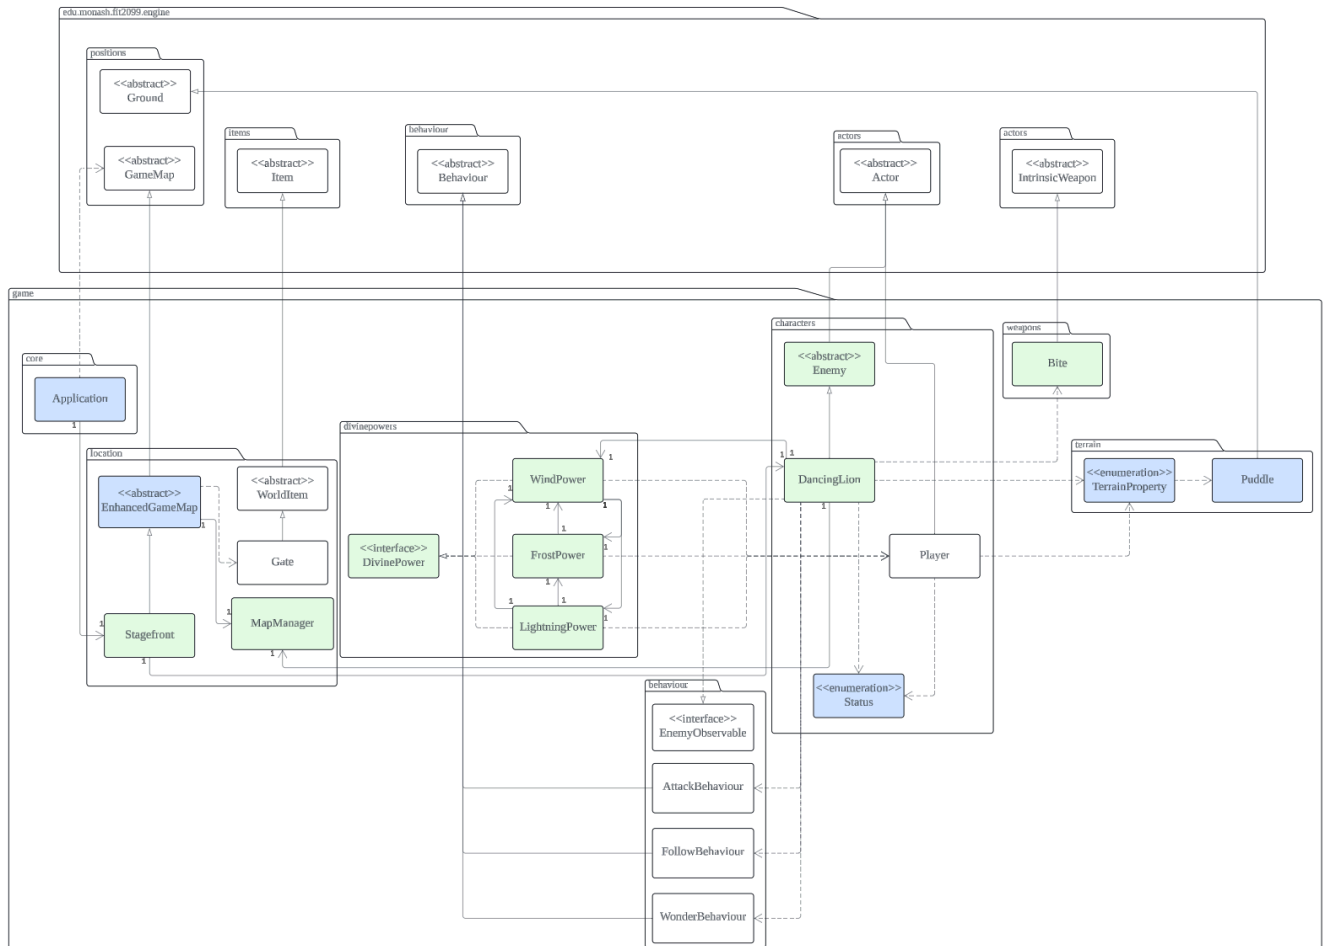 edu.monash.fit2099.engine
positions
<<abstract>>
Ground
<<abstract>>
GameMap
items
<<abstract>>
Item
behaviour
<<abstract>>
Behaviour
actors
<<abstract>>
Actor
actors
<<abstract>>
IntrinsicWeapon
game
core
Application
1
location
<<abstract>>
EnhancedGameMap
1
<<abstract>>
WorldItem
Gate
1
Stagefront
1
1
MapManager
1
divinepowers
1
WindPower
1
1
1
<<interface>>
DivinePower
1
FrostPower
1
1
1
1
LightningPower
1
characters
<<abstract>>
Enemy
1
1
DancingLion
1
Player
<<enumeration>>
Status
weapons
Bite
terrain
<<enumeration>>
TerrainProperty
Puddle
behaviour
<<interface>>
EnemyObservable
AttackBehaviour
FollowBehaviour
WonderBehaviour